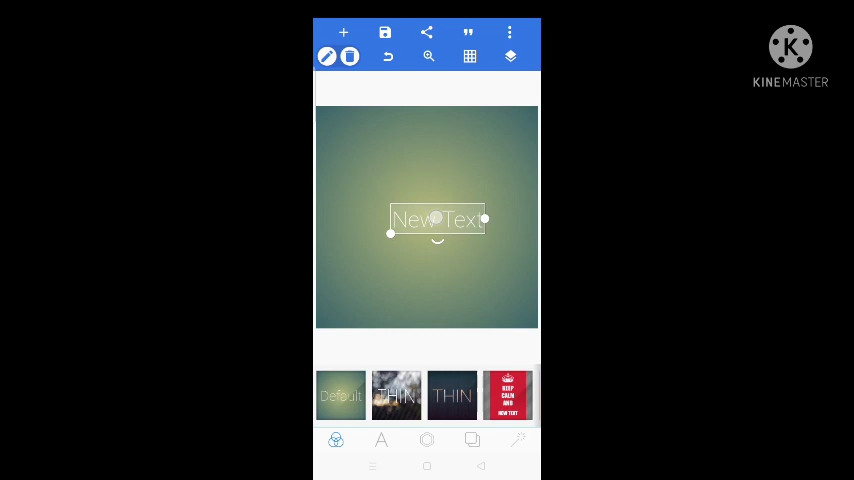 KINEMASTER
New Text
Default
THIN
THIN
KEEP
CALM
AND
NEW TEXT